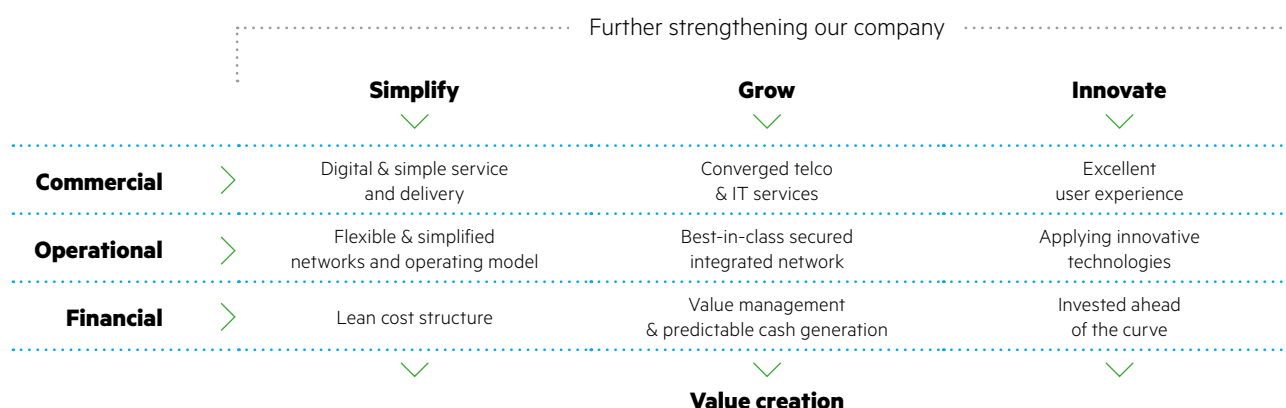 Further strengthening our company
Simplify Grow Innovate
Commercial
Digital & simple service
and delivery
Converged telco
& IT services
Excellent
user experience
Operational
Flexible & simplified
networks and operating model
Best-in-class secured
integrated network
Applying innovative
technologies
Financial
Lean cost structure
Value management
& predictable cash generation
Invested ahead
of the curve
Value creation